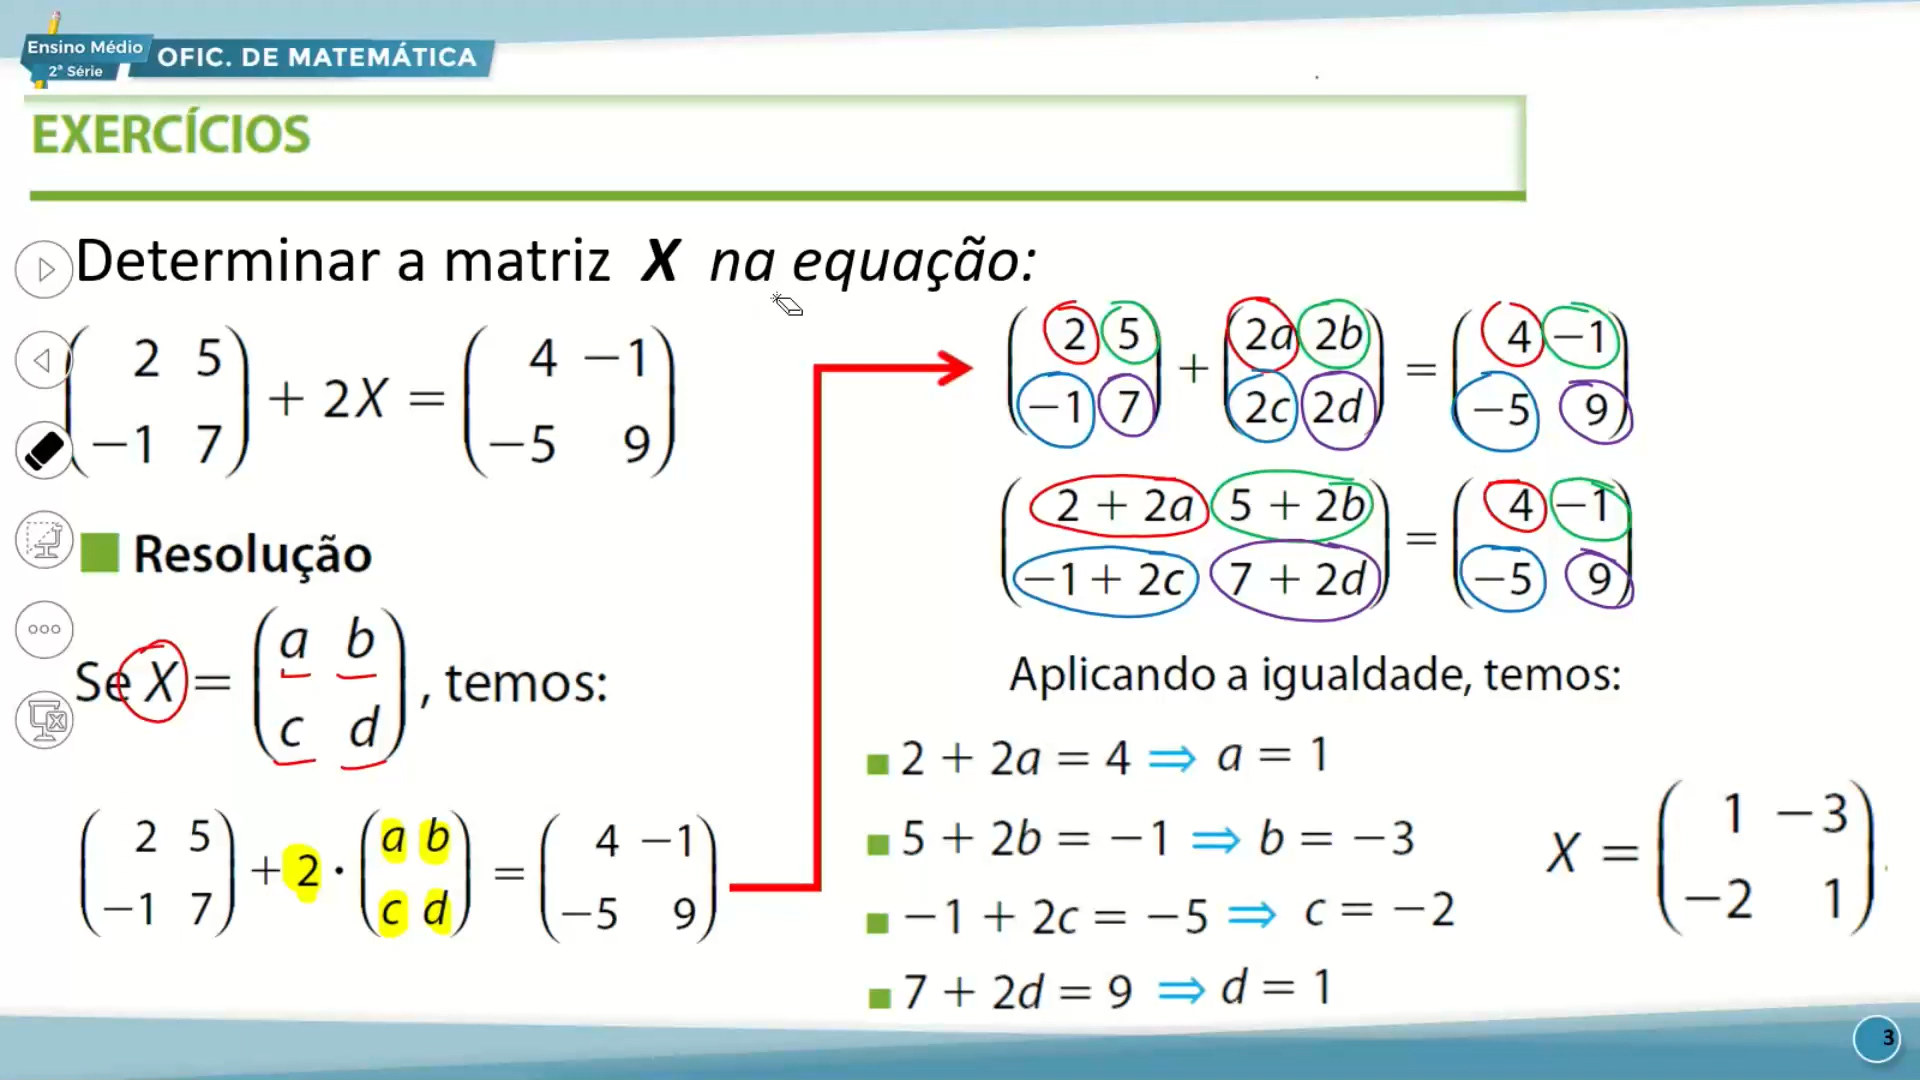 Ensino Médio
2ª Série
OFIC. DE MATEMÁTICA
EXERCÍCIOS
Determinar a matriz X na equação:
2 5
−1 7
+ 2X =
4 −1
−5 9
Resolução
Se X =
a b
c d
, temos:
2 5
−1 7
+ 2 ·
a b
c d
=
4 −1
−5 9
2 5
−1 7
+
2a 2b
2c 2d
=
4 −1
−5 9
2 + 2a 5 + 2b
−1 + 2c 7 + 2d
=
4 −1
−5 9
Aplicando a igualdade, temos:
2 + 2a = 4 ⇒ a = 1
5 + 2b = −1 ⇒ b = −3
−1 + 2c = −5 ⇒ c = −2
7 + 2d = 9 ⇒ d = 1
X =
1 −3
−2 1
.
3